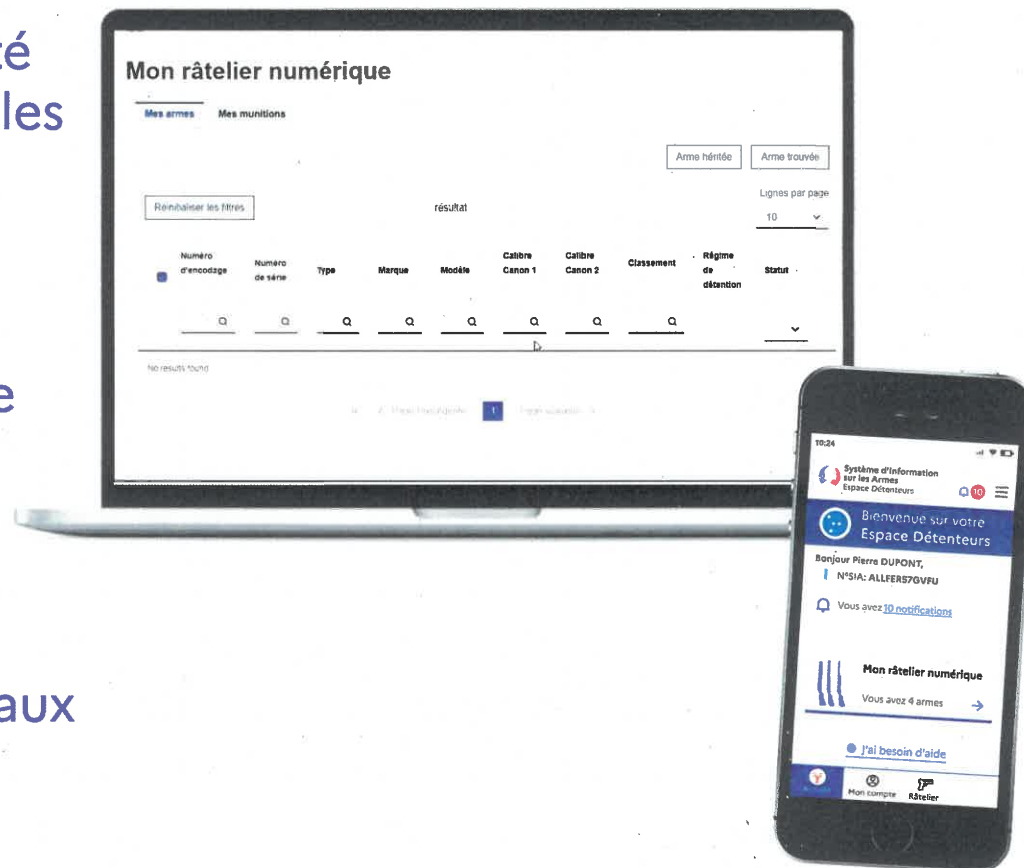 té
les
e
aux
Mon râtelier numérique
Mes armes Mes munitions
Arme héritée Arme trouvée
Lignes par page
Réinitialiser les filtres
résultat
10
Numéro d'encodage
Numéro de série
Type
Marque
Modèle
Calibre Canon 1
Calibre Canon 2
Classement
Régime de détention
Statut
No results found
1
10:24
Système d'Information
sur les Armes
Espace Détenteurs
10
Bienvenue sur votre
Espace Détenteurs
Bonjour Pierre DUPONT,
N°SIA: ALLFER57GVFU
Vous avez 10 notifications
Mon râtelier numérique
Vous avez 4 armes
J'ai besoin d'aide
Mon compte Râtelier